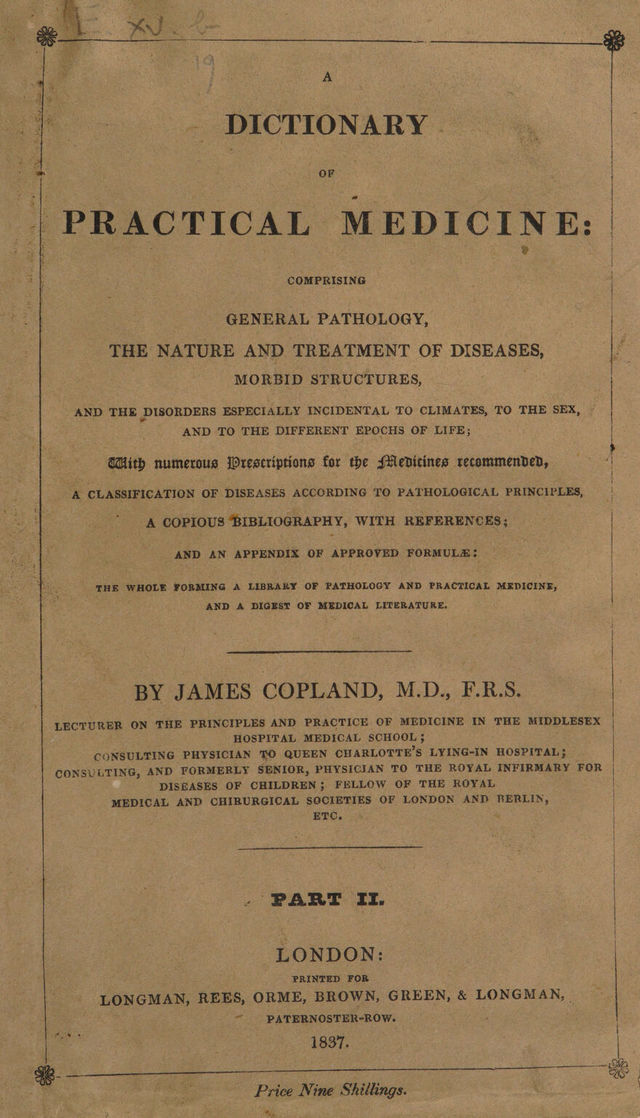 E XV. b
19
A
DICTIONARY
OF
PRACTICAL MEDICINE:
COMPRISING
GENERAL PATHOLOGY,
THE NATURE AND TREATMENT OF DISEASES,
MORBID STRUCTURES,
AND THE DISORDERS ESPECIALLY INCIDENTAL TO CLIMATES, TO THE SEX,
AND TO THE DIFFERENT EPOCHS OF LIFE;
With numerous Prescriptions for the Medicines recommended,
A CLASSIFICATION OF DISEASES ACCORDING TO PATHOLOGICAL PRINCIPLES,
A COPIOUS BIBLIOGRAPHY, WITH REFERENCES;
AND AN APPENDIX OF APPROVED FORMULÆ:
THE WHOLE FORMING A LIBRARY OF PATHOLOGY AND PRACTICAL MEDICINE,
AND A DIGEST OF MEDICAL LITERATURE.
BY JAMES COPLAND, M.D., F.R.S.
LECTURER ON THE PRINCIPLES AND PRACTICE OF MEDICINE IN THE MIDDLESEX
HOSPITAL MEDICAL SCHOOL;
CONSULTING PHYSICIAN TO QUEEN CHARLOTTE'S LYING-IN HOSPITAL;
CONSULTING, AND FORMERLY SENIOR, PHYSICIAN TO THE ROYAL INFIRMARY FOR
DISEASES OF CHILDREN; FELLOW OF THE ROYAL
MEDICAL AND CHIRURGICAL SOCIETIES OF LONDON AND BERLIN,
ETC.
PART II.
LONDON:
PRINTED FOR
LONGMAN, REES, ORME, BROWN, GREEN, & LONGMAN,
PATERNOSTER-ROW.
1837.
Price Nine Shillings.